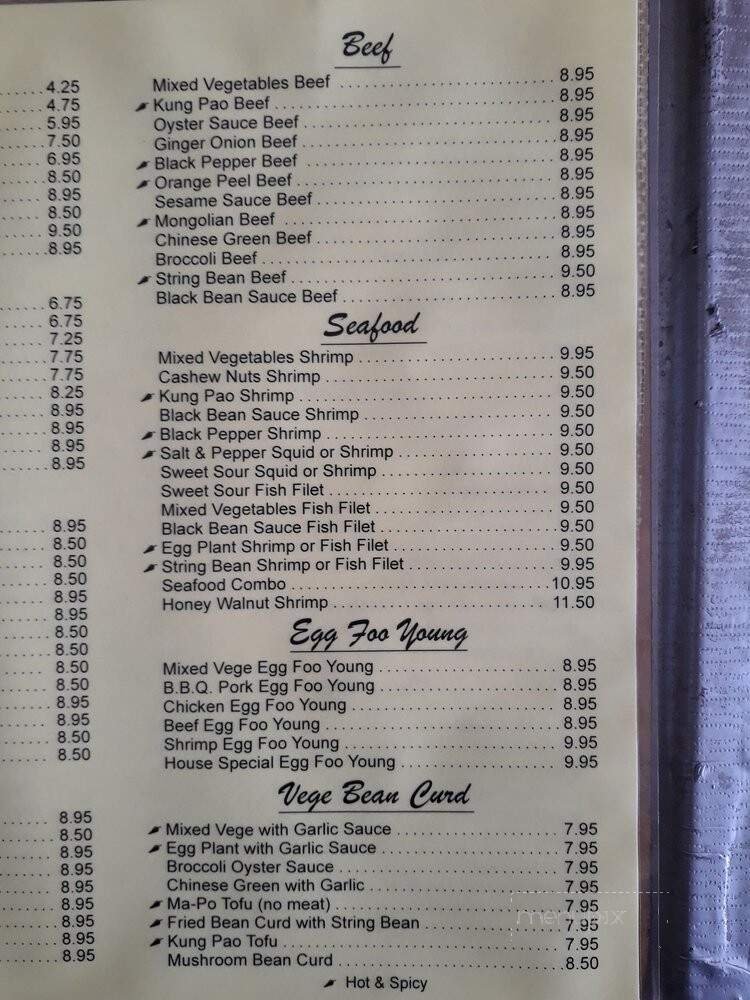 4.25
4.75
5.95
7.50
6.95
8.50
8.95
8.50
9.50
8.95
6.75
6.75
7.25
7.75
7.75
8.25
8.95
8.95
8.95
8.95
8.95
8.50
8.50
8.50
8.95
8.95
8.50
8.50
8.50
8.50
8.95
8.95
8.50
8.50
8.95
8.50
8.95
8.95
8.95
8.95
8.95
8.95
8.95
Beef
Mixed Vegetables Beef 8.95
Kung Pao Beef 8.95
Oyster Sauce Beef 8.95
Ginger Onion Beef 8.95
Black Pepper Beef 8.95
Orange Peel Beef 8.95
Sesame Sauce Beef 8.95
Mongolian Beef 8.95
Chinese Green Beef 8.95
Broccoli Beef 8.95
String Bean Beef 9.50
Black Bean Sauce Beef 8.95
Seafood
Mixed Vegetables Shrimp 9.95
Cashew Nuts Shrimp 9.50
Kung Pao Shrimp 9.50
Black Bean Sauce Shrimp 9.50
Black Pepper Shrimp 9.50
Salt & Pepper Squid or Shrimp 9.50
Sweet Sour Squid or Shrimp 9.50
Sweet Sour Fish Filet 9.50
Mixed Vegetables Fish Filet 9.50
Black Bean Sauce Fish Filet 9.50
Egg Plant Shrimp or Fish Filet 9.50
String Bean Shrimp or Fish Filet 9.95
Seafood Combo 10.95
Honey Walnut Shrimp 11.50
Egg Foo Young
Mixed Vege Egg Foo Young 8.95
B.B.Q. Pork Egg Foo Young 8.95
Chicken Egg Foo Young 8.95
Beef Egg Foo Young 8.95
Shrimp Egg Foo Young 9.95
House Special Egg Foo Young 9.95
Vege Bean Curd
Mixed Vege with Garlic Sauce 7.95
Egg Plant with Garlic Sauce 7.95
Broccoli Oyster Sauce 7.95
Chinese Green with Garlic 7.95
Ma-Po Tofu (no meat) 7.95
Fried Bean Curd with String Bean 7.95
Kung Pao Tofu 7.95
Mushroom Bean Curd 8.50
Hot & Spicy